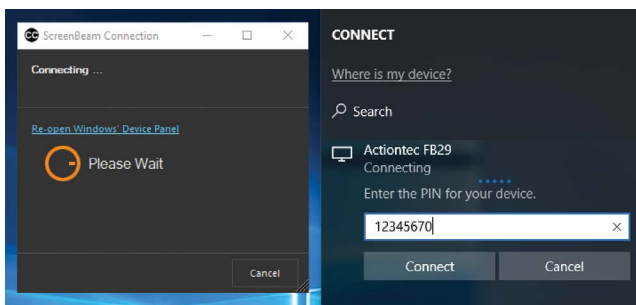 CC ScreenBeam Connection
Connecting ...
Re-open Windows' Device Panel
Please Wait
Cancel
CONNECT
Where is my device?
Search
Actiontec FB29
Connecting
Enter the PIN for your device.
12345670
Connect
Cancel